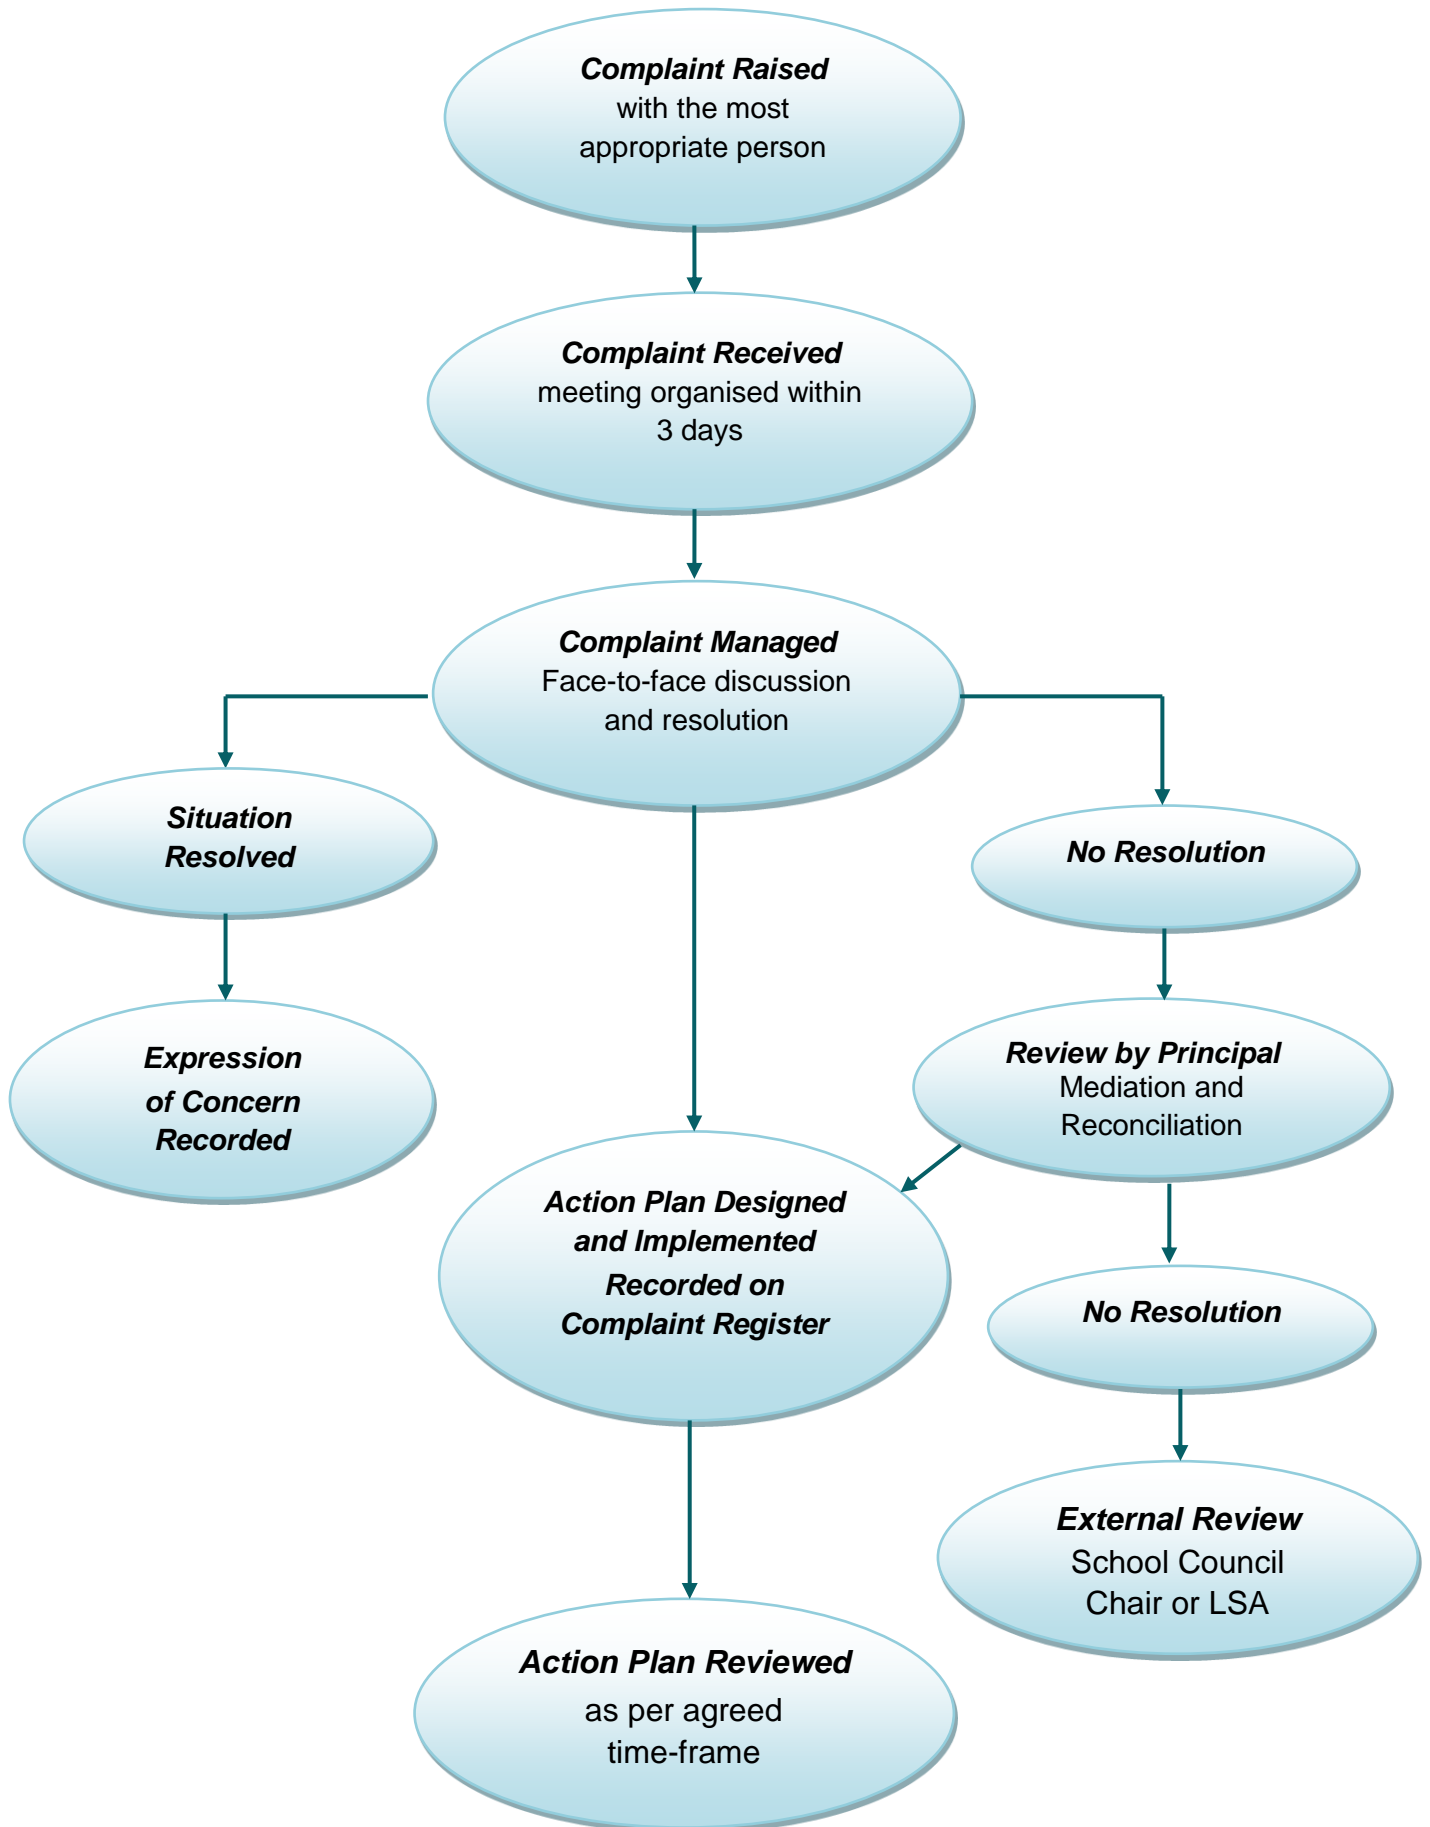 Complaint Raised
with the most
appropriate person
Complaint Received
meeting organised within
3 days
Complaint Managed
Face-to-face discussion
and resolution
Situation
Resolved
No Resolution
Expression
of Concern
Recorded
Review by Principal
Mediation and
Reconciliation
Action Plan Designed
and Implemented
Recorded on
Complaint Register
No Resolution
External Review
School Council
Chair or LSA
Action Plan Reviewed
as per agreed
time-frame